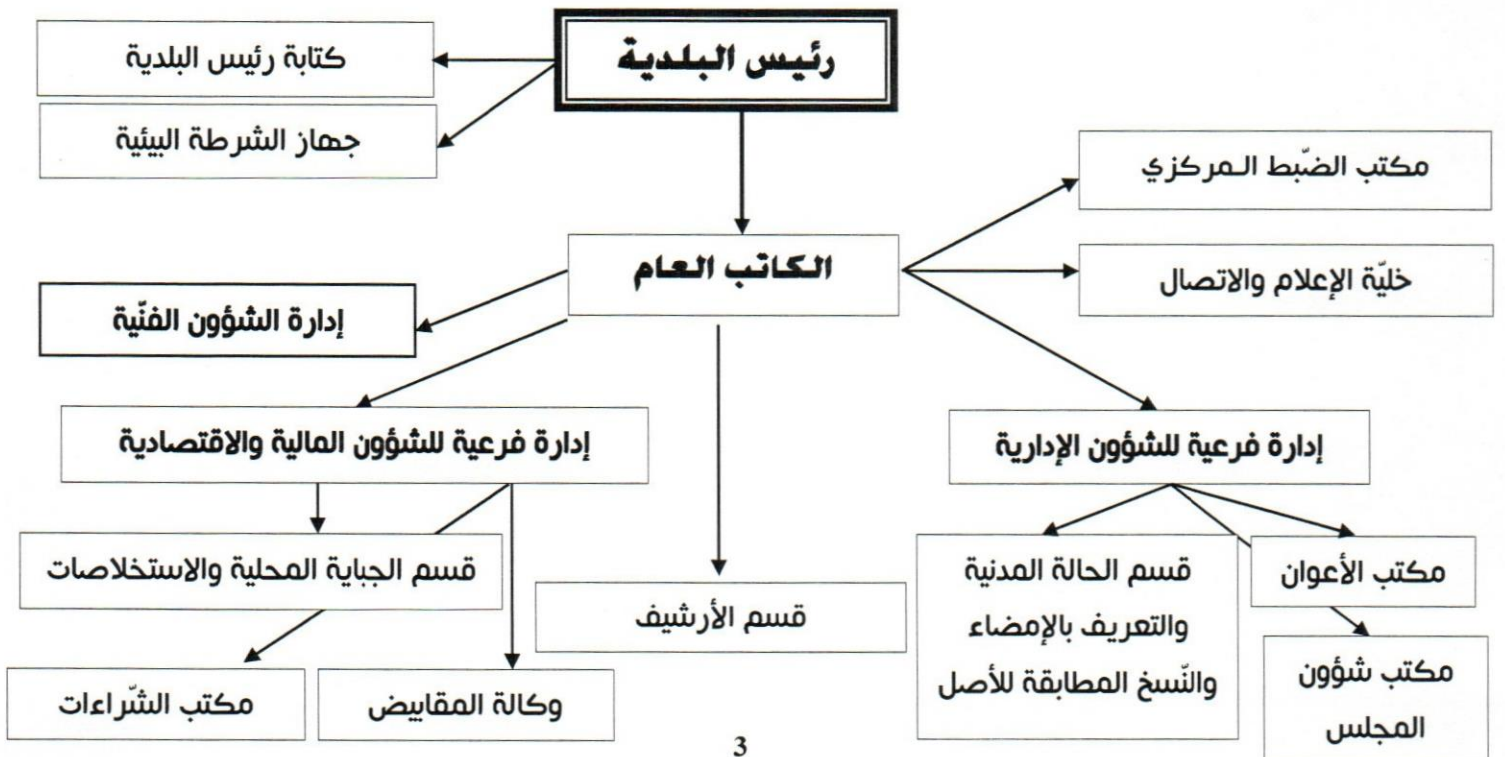 رئيس البلدية
كتابة رئيس البلدية
جهاز الشرطة البيئية
مكتب الضّبط المركزي
الكاتب العام
خليّة الإعلام والاتصال
إدارة الشؤون الفنّية
إدارة فرعية للشؤون الإدارية
إدارة فرعية للشؤون المالية والاقتصادية
مكتب الأعوان
قسم الحالة المدنية
والتعريف بالإمضاء
والنّسخ المطابقة للأصل
مكتب شؤون
المجلس
قسم الأرشيف
قسم الجباية المحلية والاستخلاصات
وكالة المقابيض
مكتب الشّراءات
3